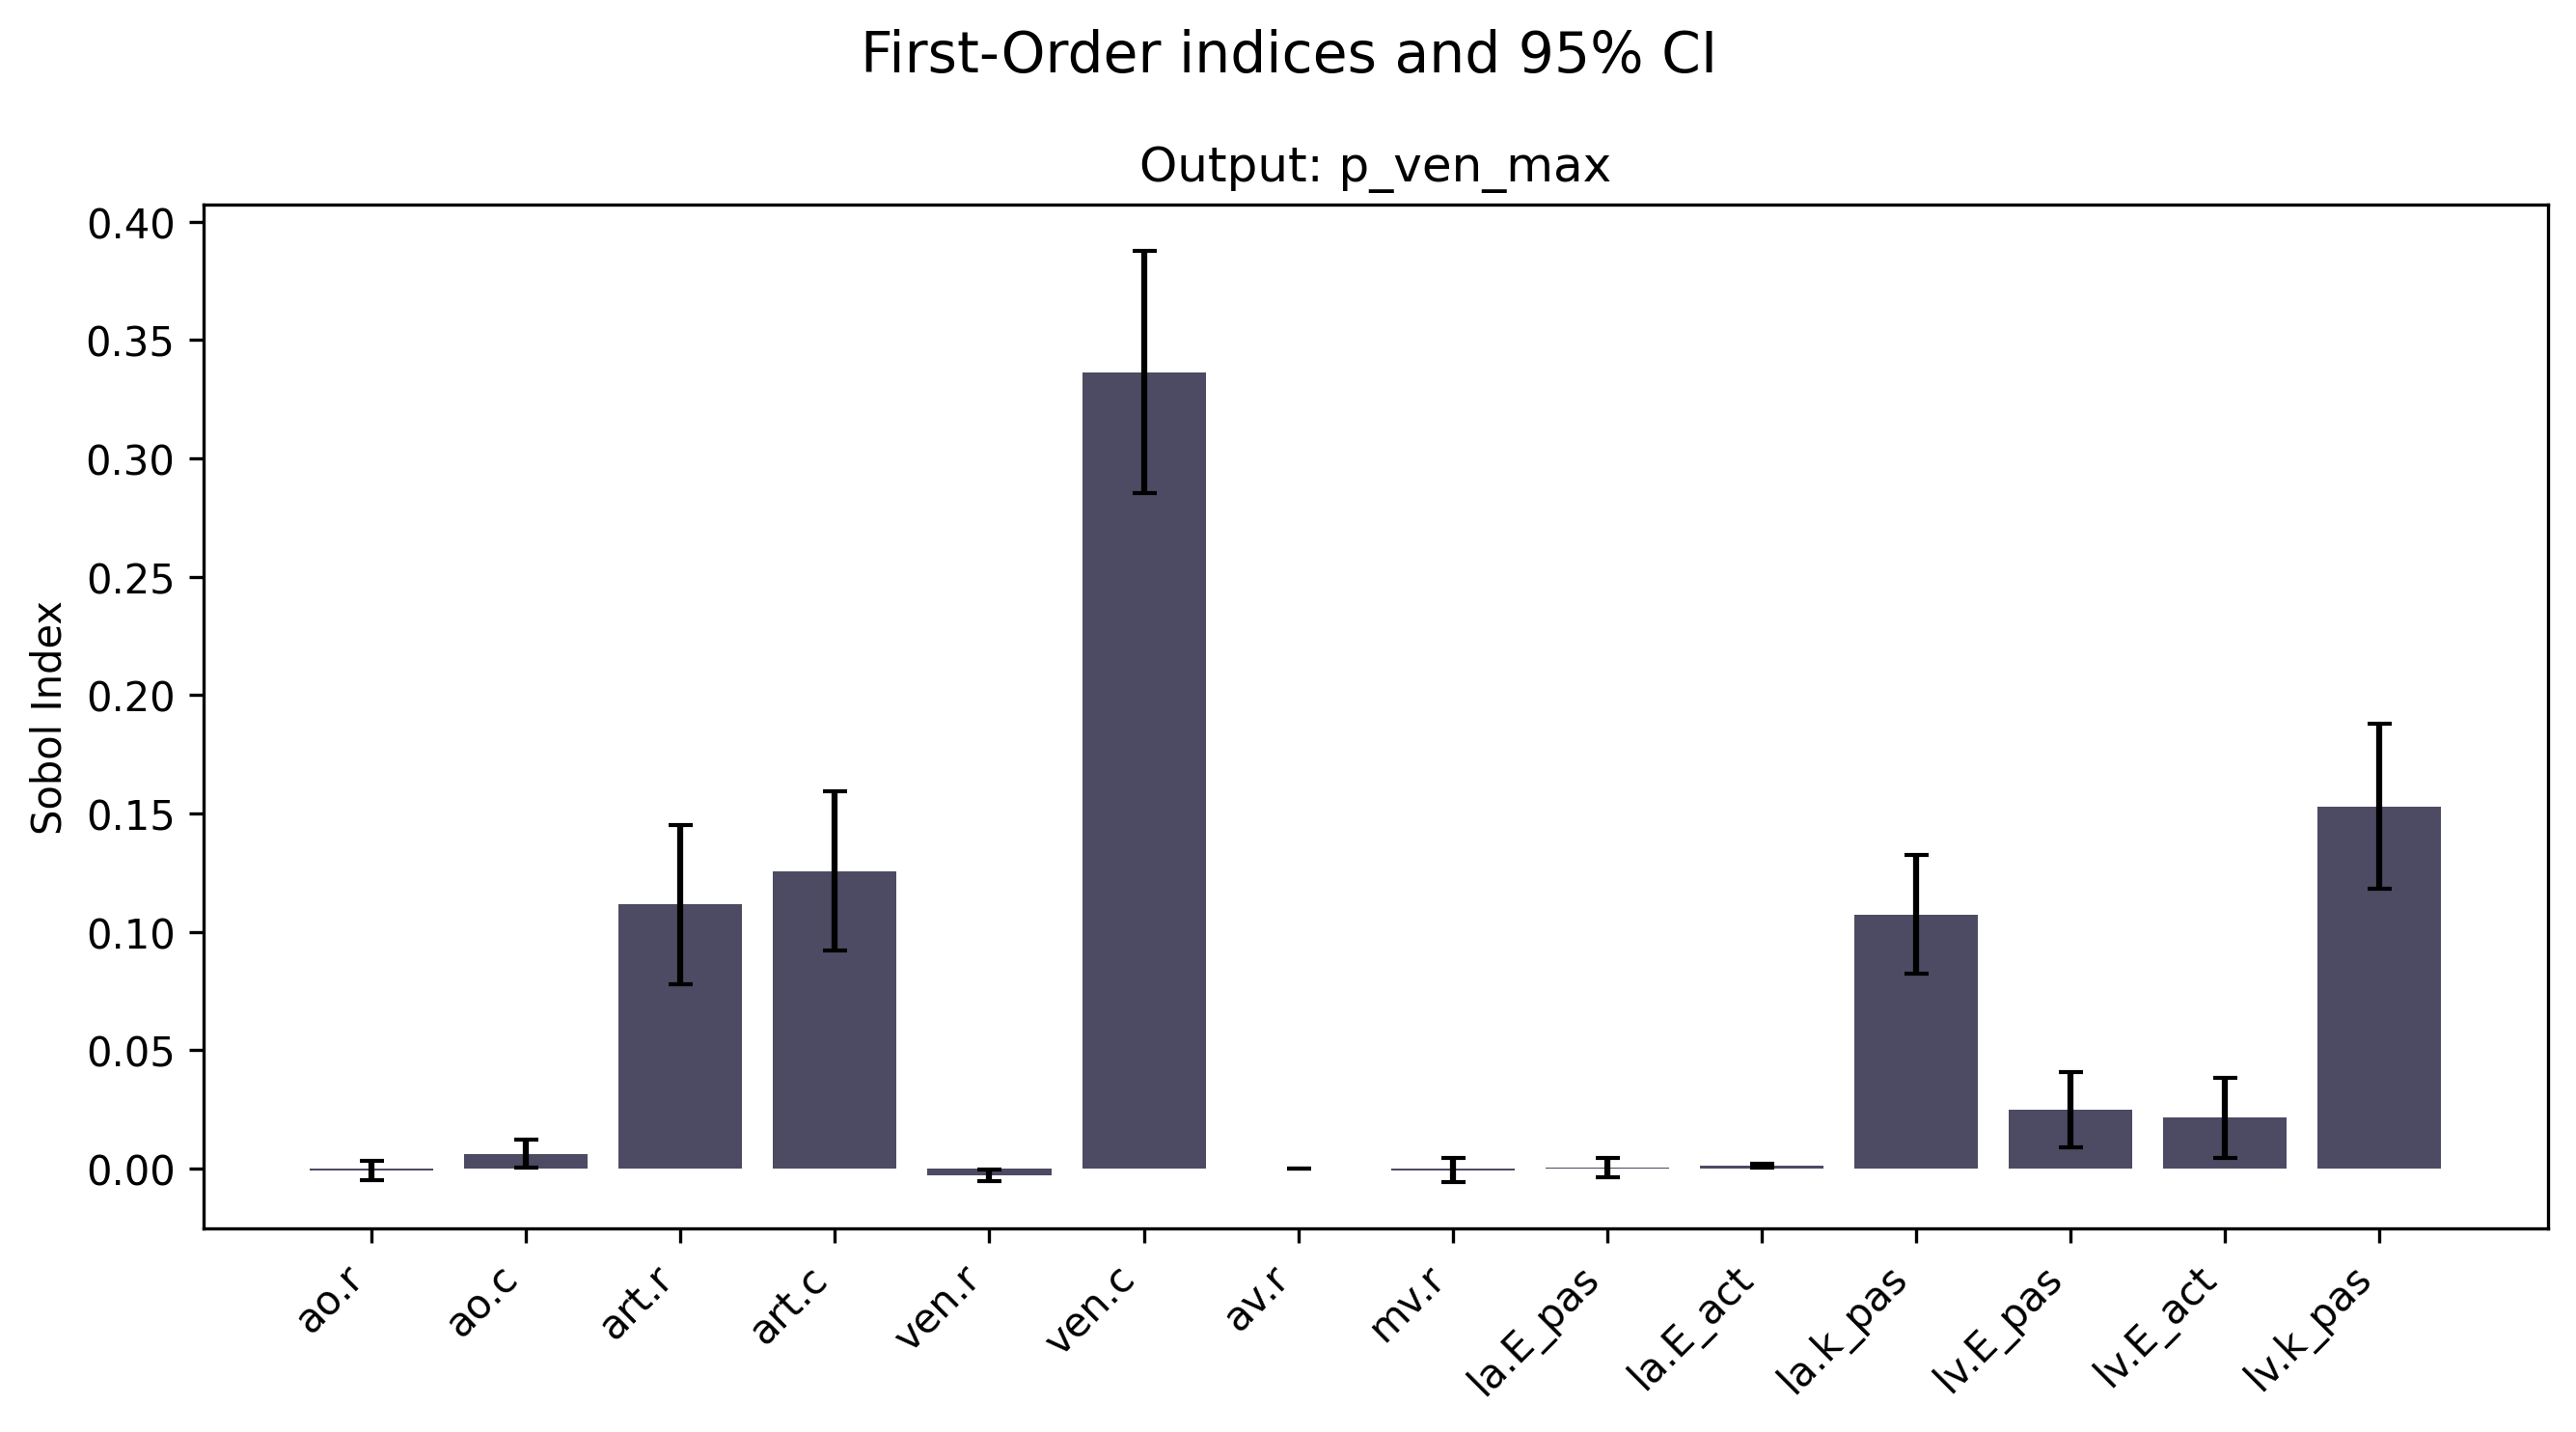 First-Order indices and 95% CI
Output: p_ven_max
Sobol Index
0.40
0.35
0.30
0.25
0.20
0.15
0.10
0.05
0.00
ao.r
ao.c
art.r
art.c
ven.r
ven.c
av.r
mv.r
la.E_pas
la.E_act
la.k_pas
lv.E_pas
lv.E_act
lv.k_pas